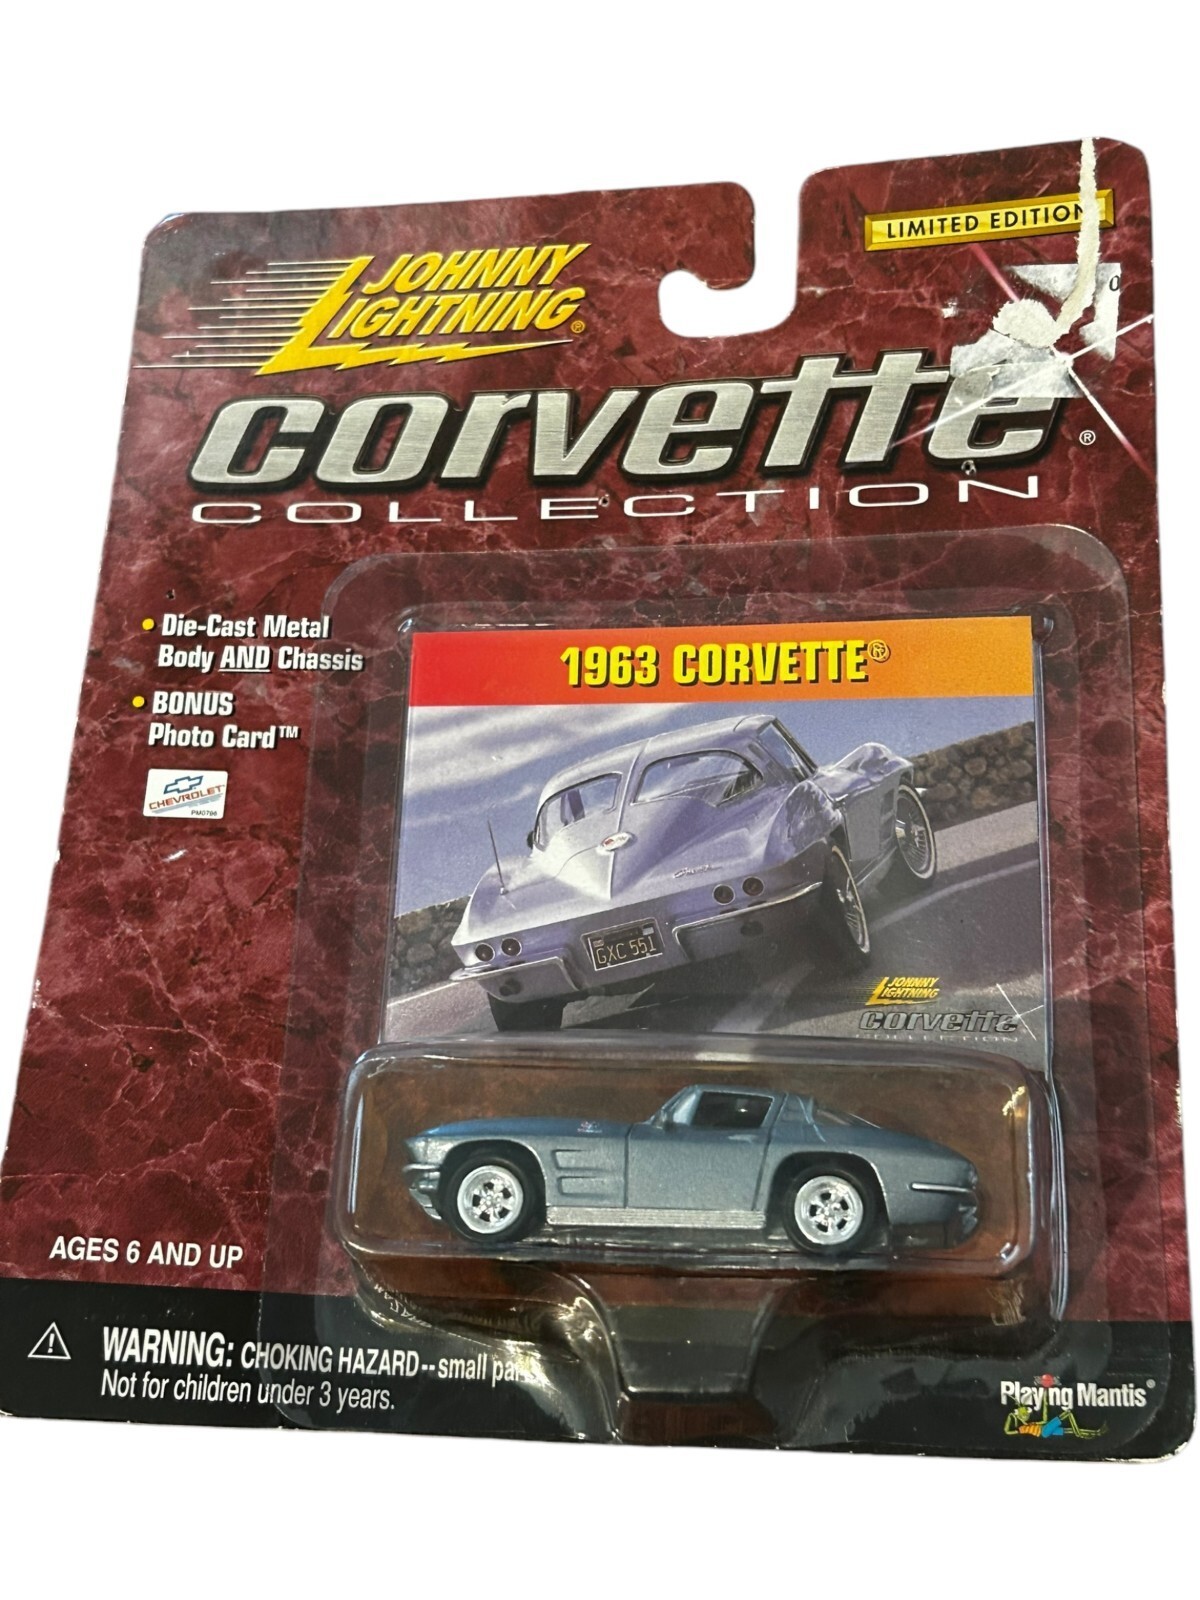 LIMITED EDITION
JOHNNY
LIGHTNING®
corvette®
COLLECTION
• Die-Cast Metal
Body AND Chassis
• BONUS
Photo Card™
CHEVROLET
PM0786
1963 CORVETTE®
GXC 551
JOHNNY
LIGHTNING
corvette
COLLECTION
AGES 6 AND UP
WARNING: CHOKING HAZARD--small
Not for children under 3 years.
Playing Mantis®